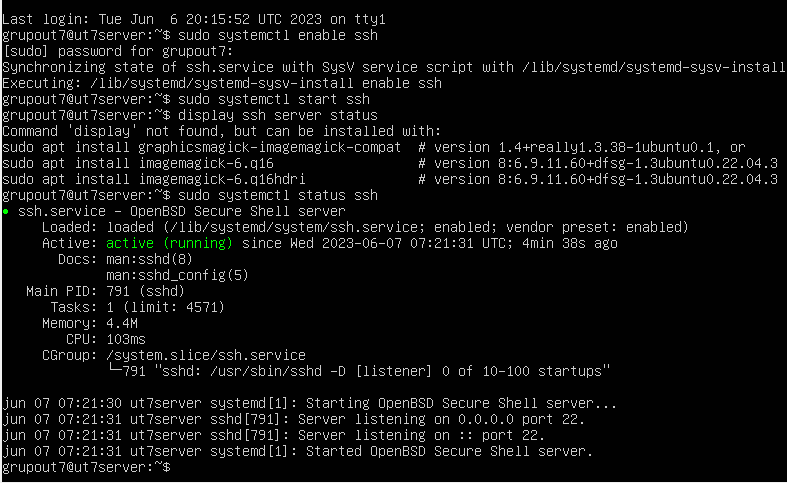 Last login: Tue Jun  6 20:15:52 UTC 2023 on tty1
grupout7@ut7server:~$ sudo systemctl enable ssh
[sudo] password for grupout7:
Synchronizing state of ssh.service with SysV service script with /lib/systemd/systemd-sysv-install
Executing: /lib/systemd/systemd-sysv-install enable ssh
grupout7@ut7server:~$ sudo systemctl start ssh
grupout7@ut7server:~$ display ssh server status
Command 'display' not found, but can be installed with:
sudo apt install graphicsmagick-imagemagick-compat  # version 1.4+really1.3.38-1ubuntu0.1, or
sudo apt install imagemagick-6.q16                  # version 8:6.9.11.60+dfsg-1.3ubuntu0.22.04.3
sudo apt install imagemagick-6.q16hdri              # version 8:6.9.11.60+dfsg-1.3ubuntu0.22.04.3
grupout7@ut7server:~$ sudo systemctl status ssh
● ssh.service - OpenBSD Secure Shell server
     Loaded: loaded (/lib/systemd/system/ssh.service; enabled; vendor preset: enabled)
     Active: active (running) since Wed 2023-06-07 07:21:31 UTC; 4min 38s ago
       Docs: man:sshd(8)
             man:sshd_config(5)
   Main PID: 791 (sshd)
      Tasks: 1 (limit: 4571)
     Memory: 4.4M
        CPU: 103ms
     CGroup: /system.slice/ssh.service
             └─791 "sshd: /usr/sbin/sshd -D [listener] 0 of 10-100 startups"

jun 07 07:21:30 ut7server systemd[1]: Starting OpenBSD Secure Shell server...
jun 07 07:21:31 ut7server sshd[791]: Server listening on 0.0.0.0 port 22.
jun 07 07:21:31 ut7server sshd[791]: Server listening on :: port 22.
jun 07 07:21:31 ut7server systemd[1]: Started OpenBSD Secure Shell server.
grupout7@ut7server:~$